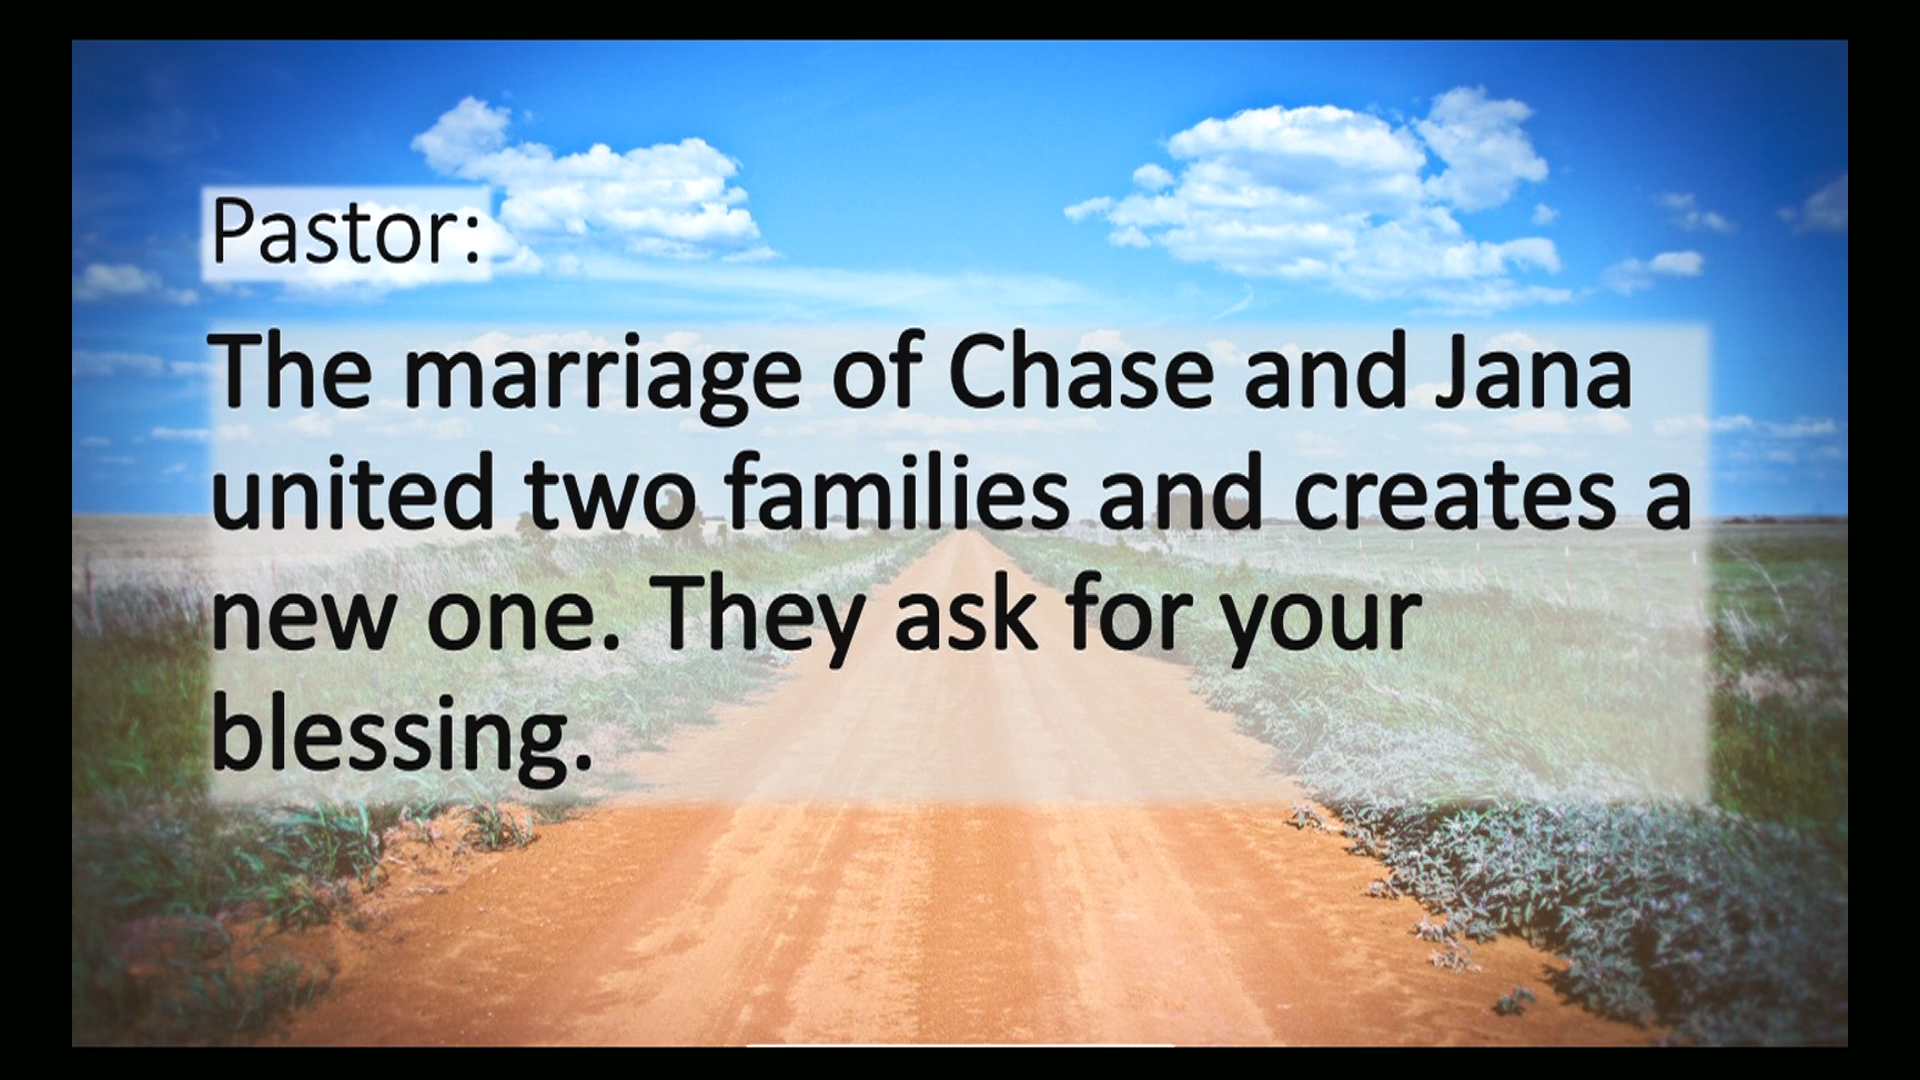 Pastor:
The marriage of Chase and Jana
united two families and creates a
new one. They ask for your
blessing.